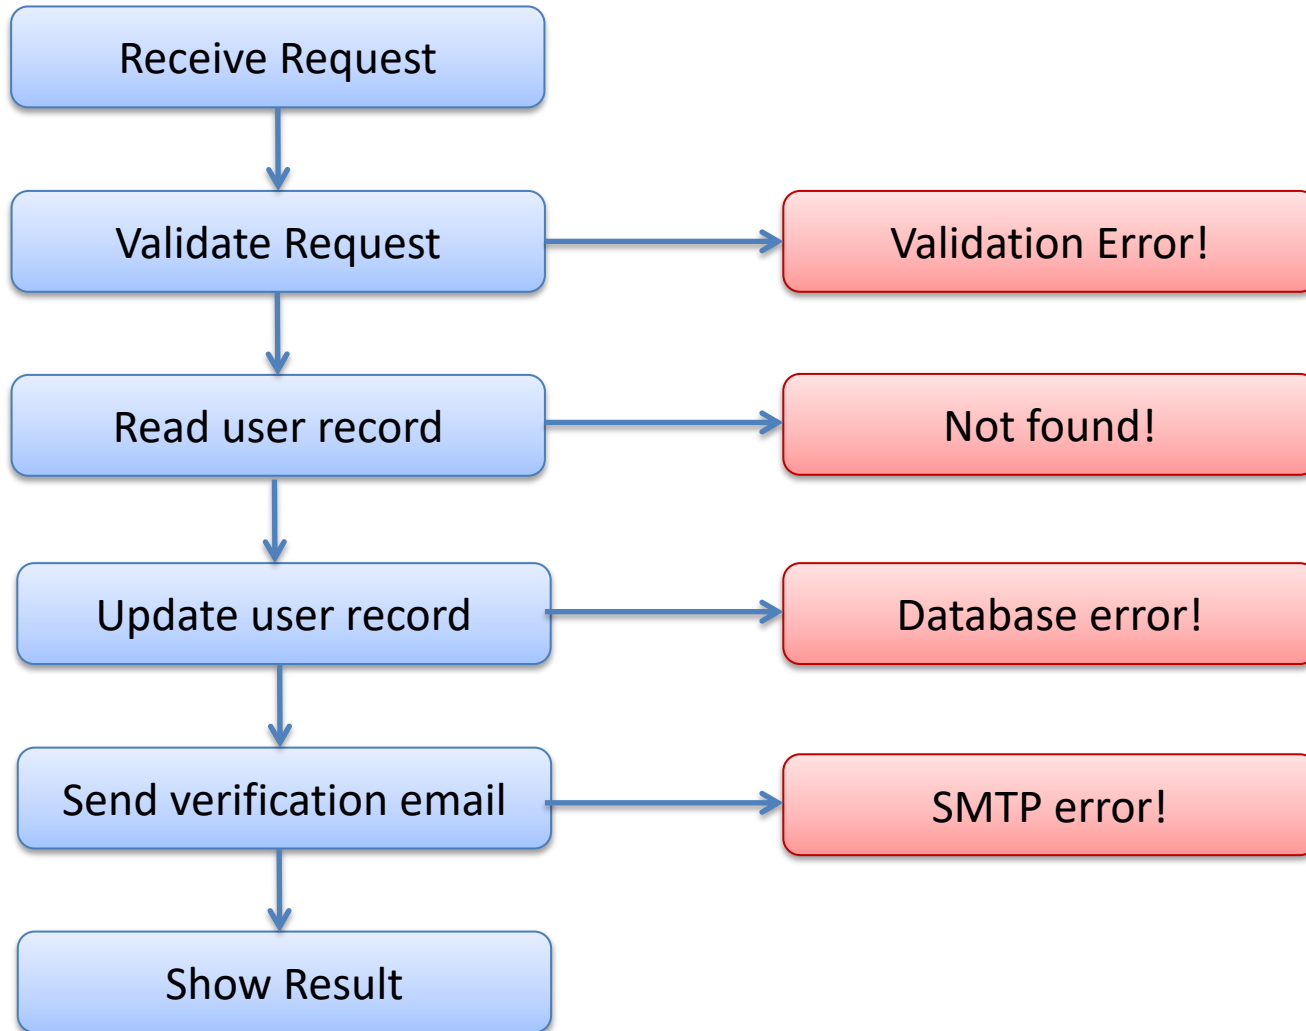 Receive Request
Validate Request
Validation Error!
Read user record
Not found!
Update user record
Database error!
Send verification email
SMTP error!
Show Result